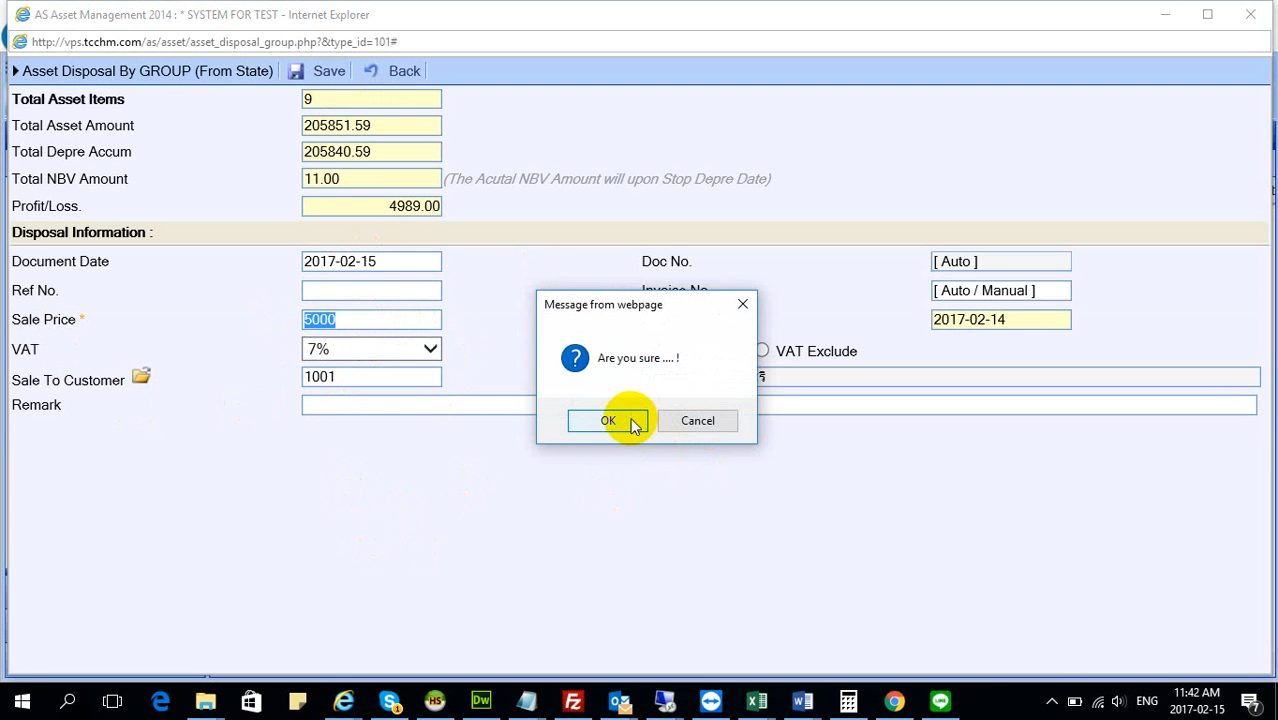 AS Asset Management 2014 : * SYSTEM FOR TEST - Internet Explorer
http://vps.tcchm.com/as/asset/asset_disposal_group.php?&type_id=101#
Asset Disposal By GROUP (From State) Save Back
Total Asset Items 9
Total Asset Amount 205851.59
Total Depre Accum 205840.59
Total NBV Amount 11.00 (The Acutal NBV Amount will upon Stop Depre Date)
Profit/Loss. 4989.00
Disposal Information :
Document Date 2017-02-15 Doc No. [ Auto ]
Ref No. Invoice No. [ Auto / Manual ]
Message from webpage
Sale Price * 5000 2017-02-14
VAT 7% VAT Exclude
Are you sure .... !
Sale To Customer 1001
Remark
OK Cancel
HS Dw
ENG
11:42 AM
2017-02-15